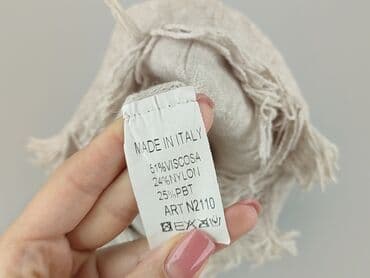 MADE IN ITALY
51%VISCOSA
24%NYLON
25%PBT
ART N2110